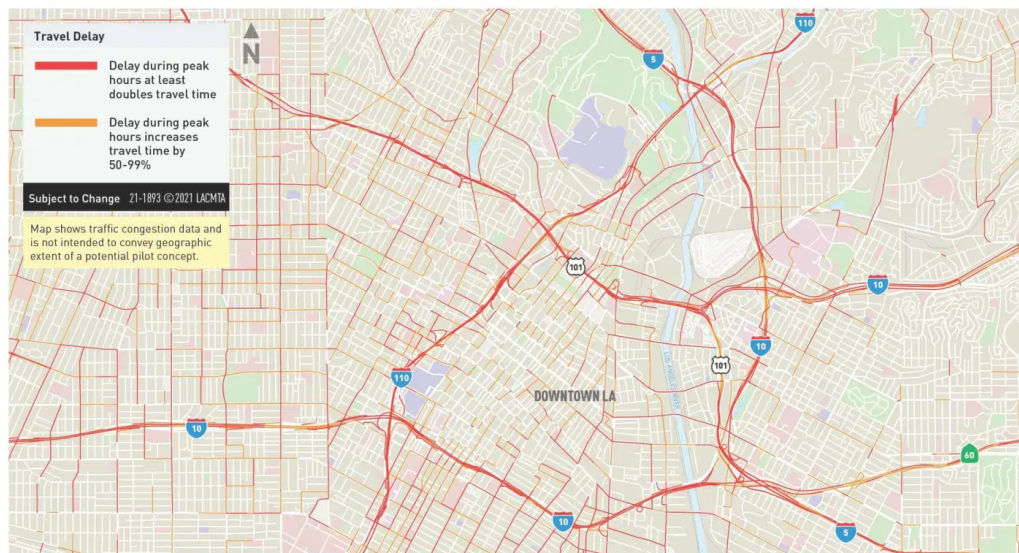 Travel Delay
Delay during peak
hours at least
doubles travel time
Delay during peak
hours increases
travel time by
50-99%
Subject to Change 21-1893 ©2021 LACMTA
Map shows traffic congestion data and
is not intended to convey geographic
extent of a potential pilot concept.
N
110
5
101
10
10
101
110
DOWNTOWN LA
10
60
10
5